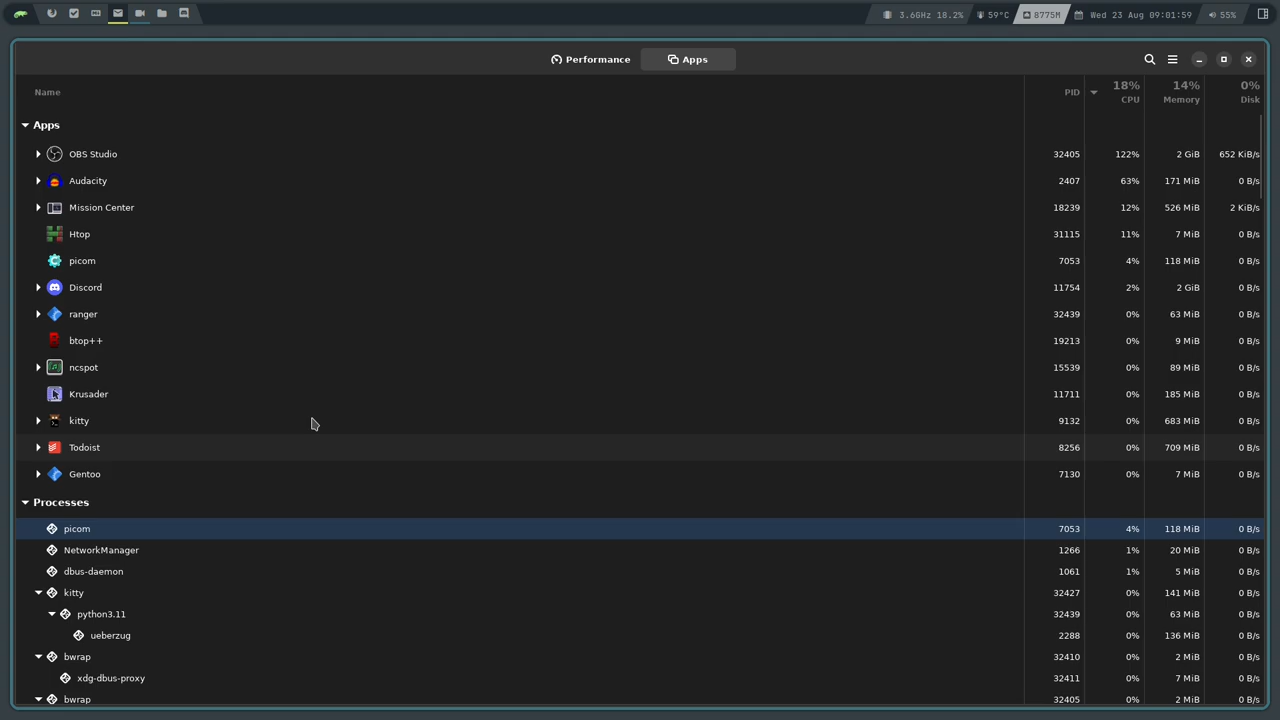 3.6GHz 18.2% 59°C 8775M Wed 23 Aug 09:01:59 55%
Performance Apps
Name PID 18% CPU 14% Memory 0% Disk
Apps
OBS Studio 32405 122% 2 GiB 652 KiB/s
Audacity 2407 63% 171 MiB 0 B/s
Mission Center 18239 12% 526 MiB 2 KiB/s
Htop 31115 11% 7 MiB 0 B/s
picom 7053 4% 118 MiB 0 B/s
Discord 11754 2% 2 GiB 0 B/s
ranger 32439 0% 63 MiB 0 B/s
btop++ 19213 0% 9 MiB 0 B/s
ncspot 15539 0% 89 MiB 0 B/s
Krusader 11711 0% 185 MiB 0 B/s
kitty 9132 0% 683 MiB 0 B/s
Todoist 8256 0% 709 MiB 0 B/s
Gentoo 7130 0% 7 MiB 0 B/s
Processes
picom 7053 4% 118 MiB 0 B/s
NetworkManager 1266 1% 20 MiB 0 B/s
dbus-daemon 1061 1% 5 MiB 0 B/s
kitty 32427 0% 141 MiB 0 B/s
python3.11 32439 0% 63 MiB 0 B/s
ueberzug 2288 0% 136 MiB 0 B/s
bwrap 32410 0% 2 MiB 0 B/s
xdg-dbus-proxy 32411 0% 7 MiB 0 B/s
bwrap 32405 0% 2 MiB 0 B/s